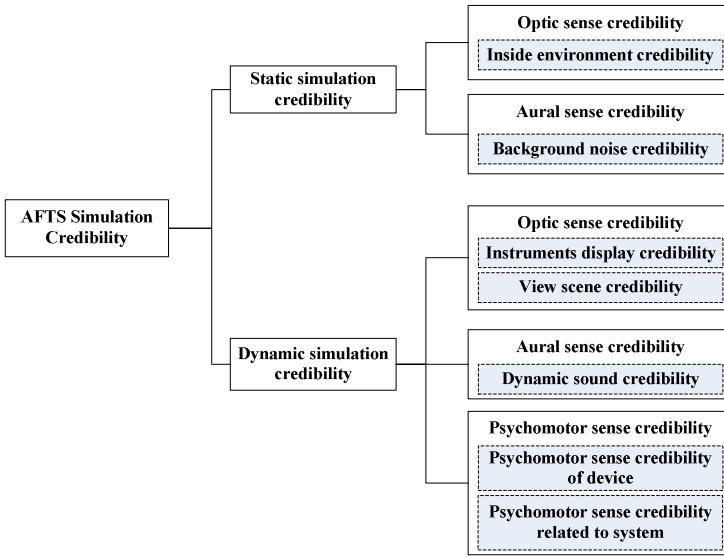 AFTS Simulation
Credibility
Static simulation
credibility
Optic sense credibility
Inside environment credibility
Aural sense credibility
Background noise credibility
Dynamic simulation
credibility
Optic sense credibility
Instruments display credibility
View scene credibility
Aural sense credibility
Dynamic sound credibility
Psychomotor sense credibility
Psychomotor sense credibility
of device
Psychomotor sense credibility
related to system